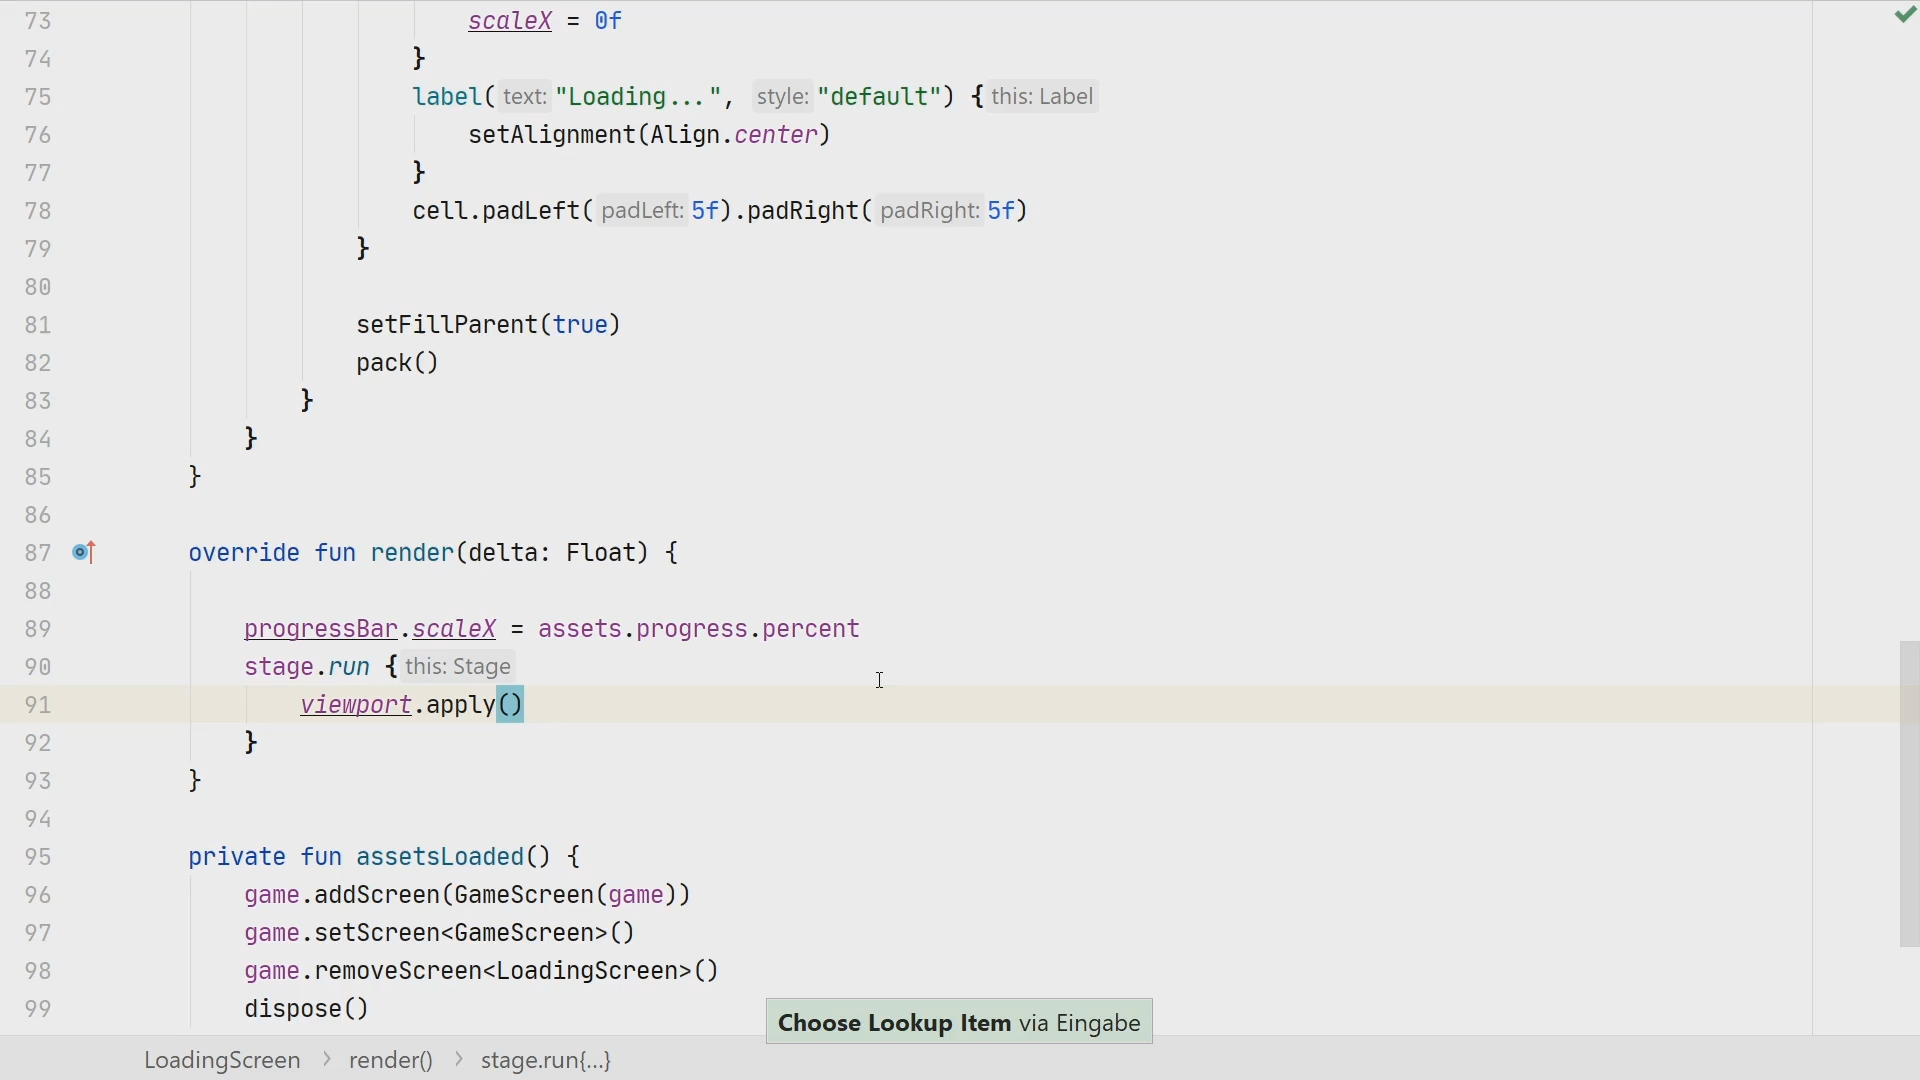 73 scaleX = 0f
74 }
75 label( text: "Loading...", style: "default") { this: Label
76 setAlignment(Align.center)
77 }
78 cell.padLeft( padLeft: 5f).padRight( padRight: 5f)
79 }
80
81 setFillParent(true)
82 pack()
83 }
84 }
85 }
86
87 override fun render(delta: Float) {
88
89 progressBar.scaleX = assets.progress.percent
90 stage.run { this: Stage
91 viewport.apply()
92 }
93 }
94
95 private fun assetsLoaded() {
96 game.addScreen(GameScreen(game))
97 game.setScreen<GameScreen>()
98 game.removeScreen<LoadingScreen>()
99 dispose()
Choose Lookup Item via Eingabe
LoadingScreen > render() > stage.run{...}